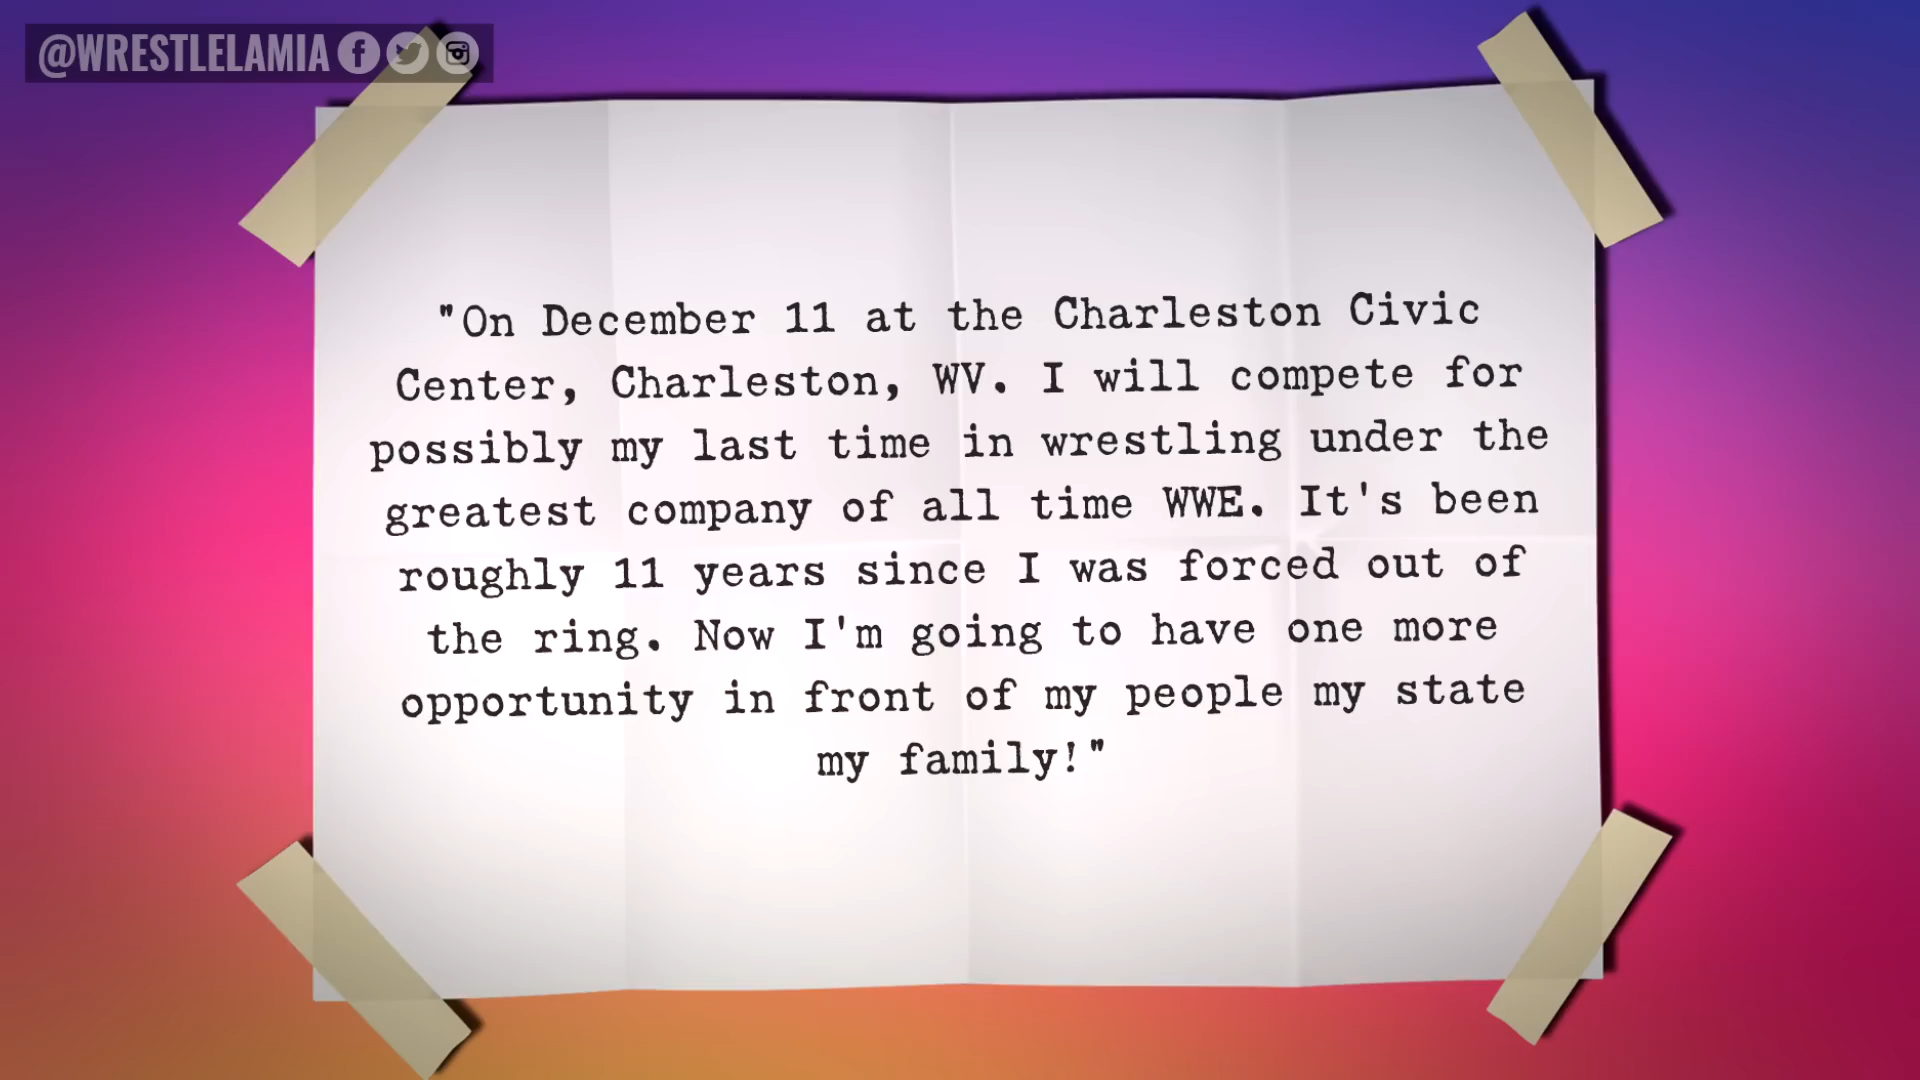 @WRESTLELAMIA
"On December 11 at the Charleston Civic
Center, Charleston, WV. I will compete for
possibly my last time in wrestling under the
greatest company of all time WWE. It's been
roughly 11 years since I was forced out of
the ring. Now I'm going to have one more
opportunity in front of my people my state
my family!"